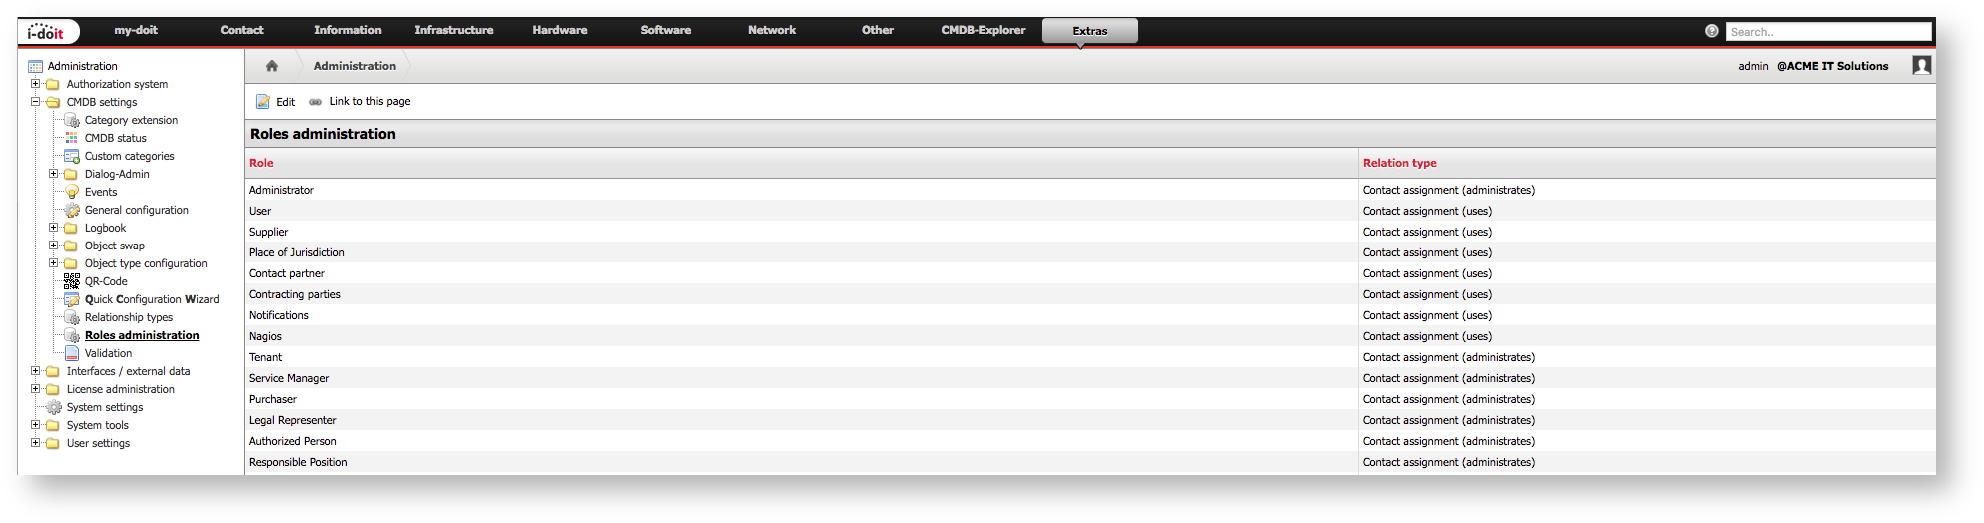 i-doit my-doit Contact Information Infrastructure Hardware Software Network Other CMDB-Explorer Extras ? Search..
Administration
Authorization system
CMDB settings
Category extension
CMDB status
Custom categories
Dialog-Admin
Events
General configuration
Logbook
Object swap
Object type configuration
QR-Code
Quick Configuration Wizard
Relationship types
Roles administration
Validation
Interfaces / external data
License administration
System settings
System tools
User settings
Administration admin @ACME IT Solutions
Edit Link to this page
Roles administration
Role Relation type
Administrator Contact assignment (administrates)
User Contact assignment (uses)
Supplier Contact assignment (uses)
Place of Jurisdiction Contact assignment (uses)
Contact partner Contact assignment (uses)
Contracting parties Contact assignment (uses)
Notifications Contact assignment (uses)
Nagios Contact assignment (uses)
Tenant Contact assignment (administrates)
Service Manager Contact assignment (administrates)
Purchaser Contact assignment (administrates)
Legal Representer Contact assignment (administrates)
Authorized Person Contact assignment (administrates)
Responsible Position Contact assignment (administrates)